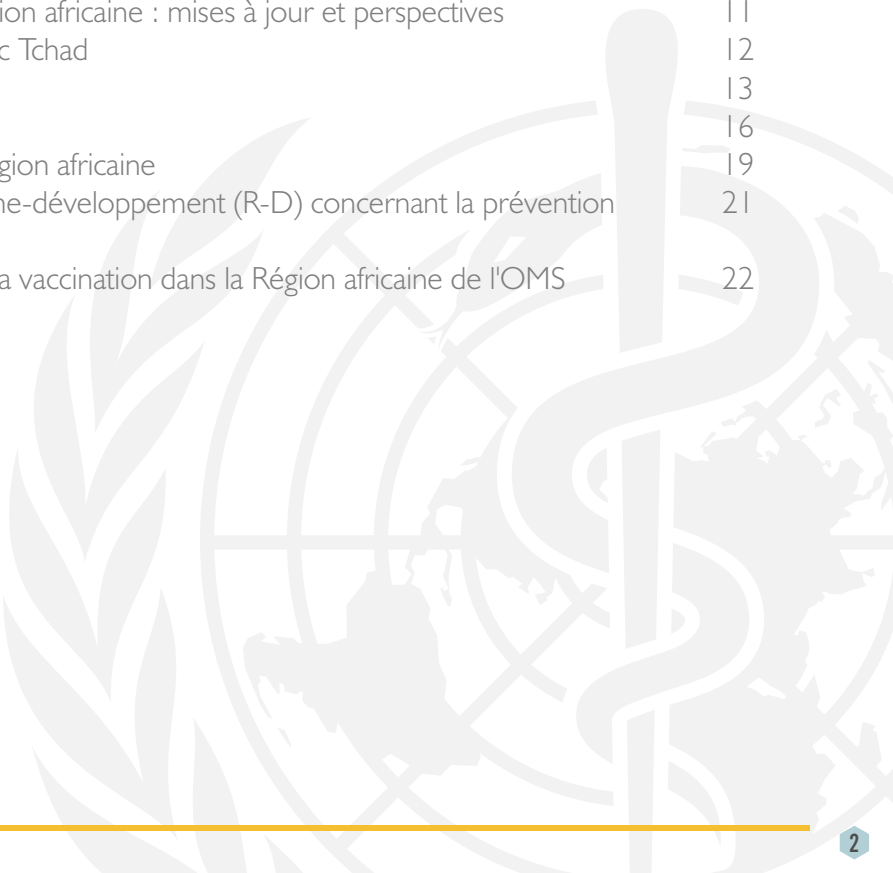 ion africaine : mises à jour et perspectives 11
c Tchad 12
13
16
gion africaine 19
ne-développement (R-D) concernant la prévention 21
a vaccination dans la Région africaine de l'OMS 22
2